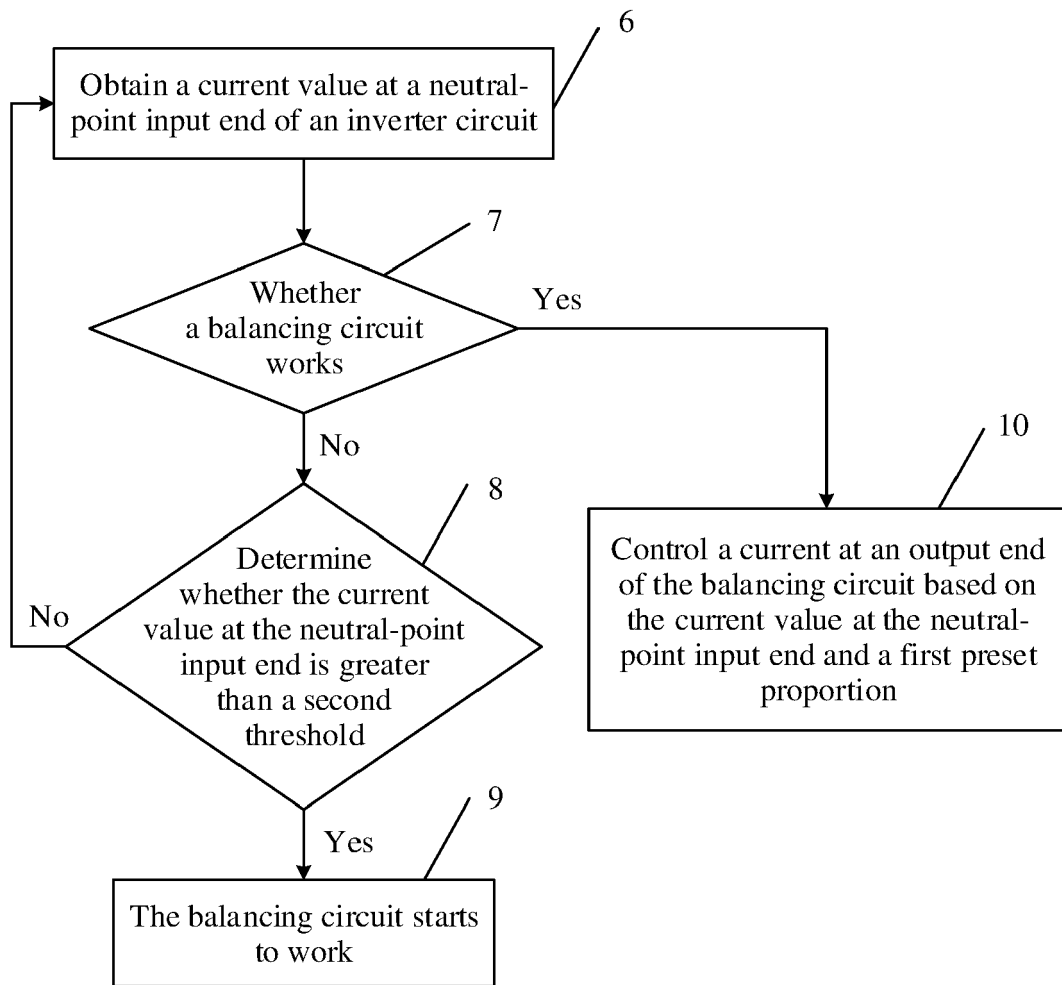 6
Obtain a current value at a neutral-
point input end of an inverter circuit
7
Whether
a balancing circuit
works
Yes
No
10
8
Control a current at an output end
of the balancing circuit based on
the current value at the neutral-
point input end and a first preset
proportion
Determine
whether the current
value at the neutral-point
input end is greater
than a second
threshold
No
9
Yes
The balancing circuit starts
to work